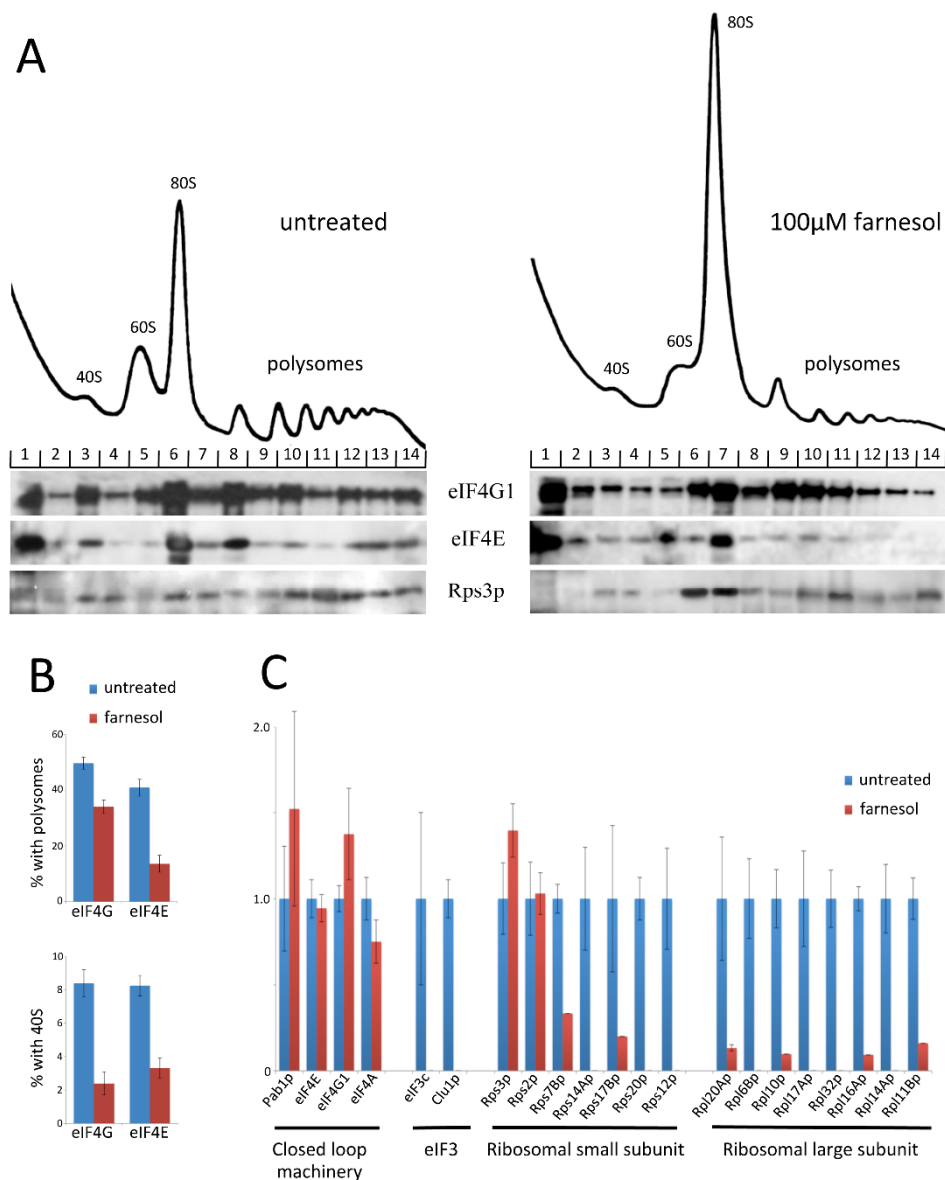 A
80S
80S
untreated
100µM farnesol
60S
40S
polysomes
60S
40S
polysomes
1 2 3 4 5 6 7 8 9 10 11 12 13 14
1 2 3 4 5 6 7 8 9 10 11 12 13 14
eIF4G1
eIF4E
Rps3p
B
untreated
farnesol
% with polysomes
60
40
20
0
eIF4G eIF4E
% with 40S
10
8
6
4
2
0
eIF4G eIF4E
C
2.0
1.0
0
untreated
farnesol
Pab1p eIF4E eIF4G1 eIF4A eIF3c Clu1p Rps3p Rps2p Rps7Bp Rps14Ap Rps17Bp Rps20p Rps12p Rpl20Ap Rpl6Bp Rpl10p Rpl17Ap Rpl32p Rpl16Ap Rpl14Ap Rpl11Bp
Closed loop
machinery
eIF3
Ribosomal small subunit
Ribosomal large subunit